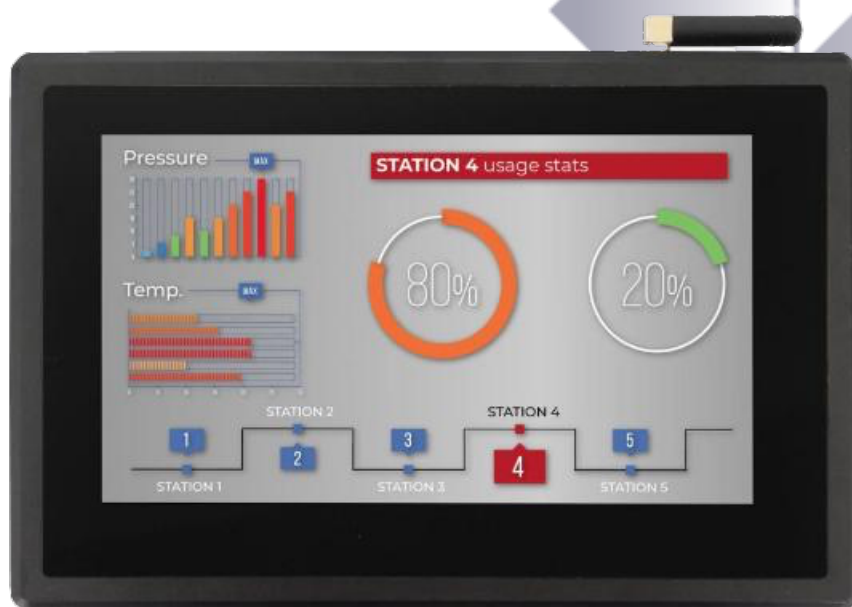 Pressure
MAX
STATION 4 usage stats
80%
20%
Temp.
MAX
STATION 2
STATION 4
1
3
5
2
4
STATION 1
STATION 3
STATION 5